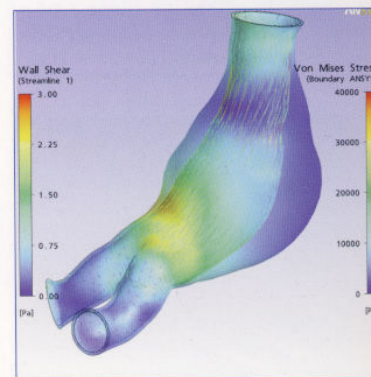 Wall Shear
(Streamline 1)
3.00
2.25
1.50
0.75
0.00
[Pa]
Von Mises Stres
(Boundary ANSY
40000
30000
20000
10000
0